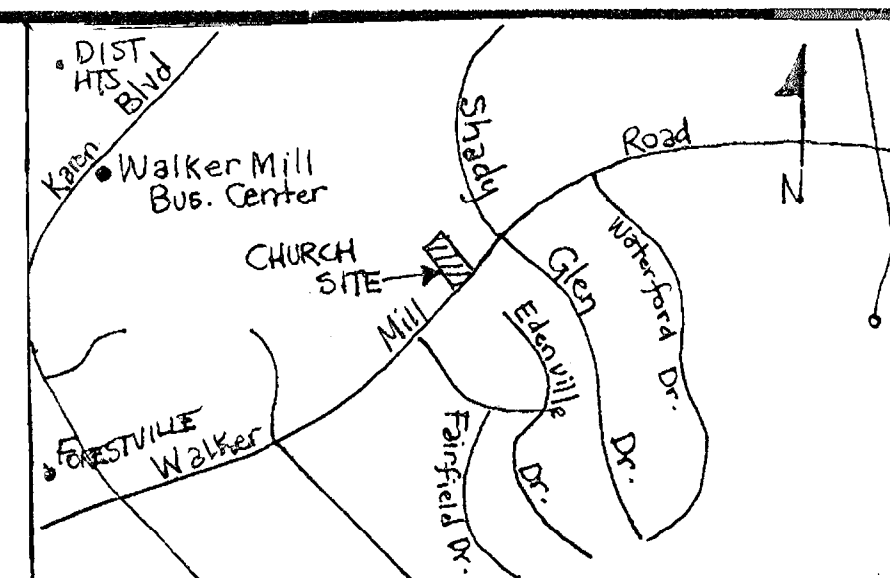 DIST
HTS
Karen Blvd
Walker Mill
Bus. Center
Shady Glen Dr.
Walker Mill Road
N
CHURCH
SITE
Waterford Dr.
Edenville Dr.
Fairfield Dr.
FORESTVILLE